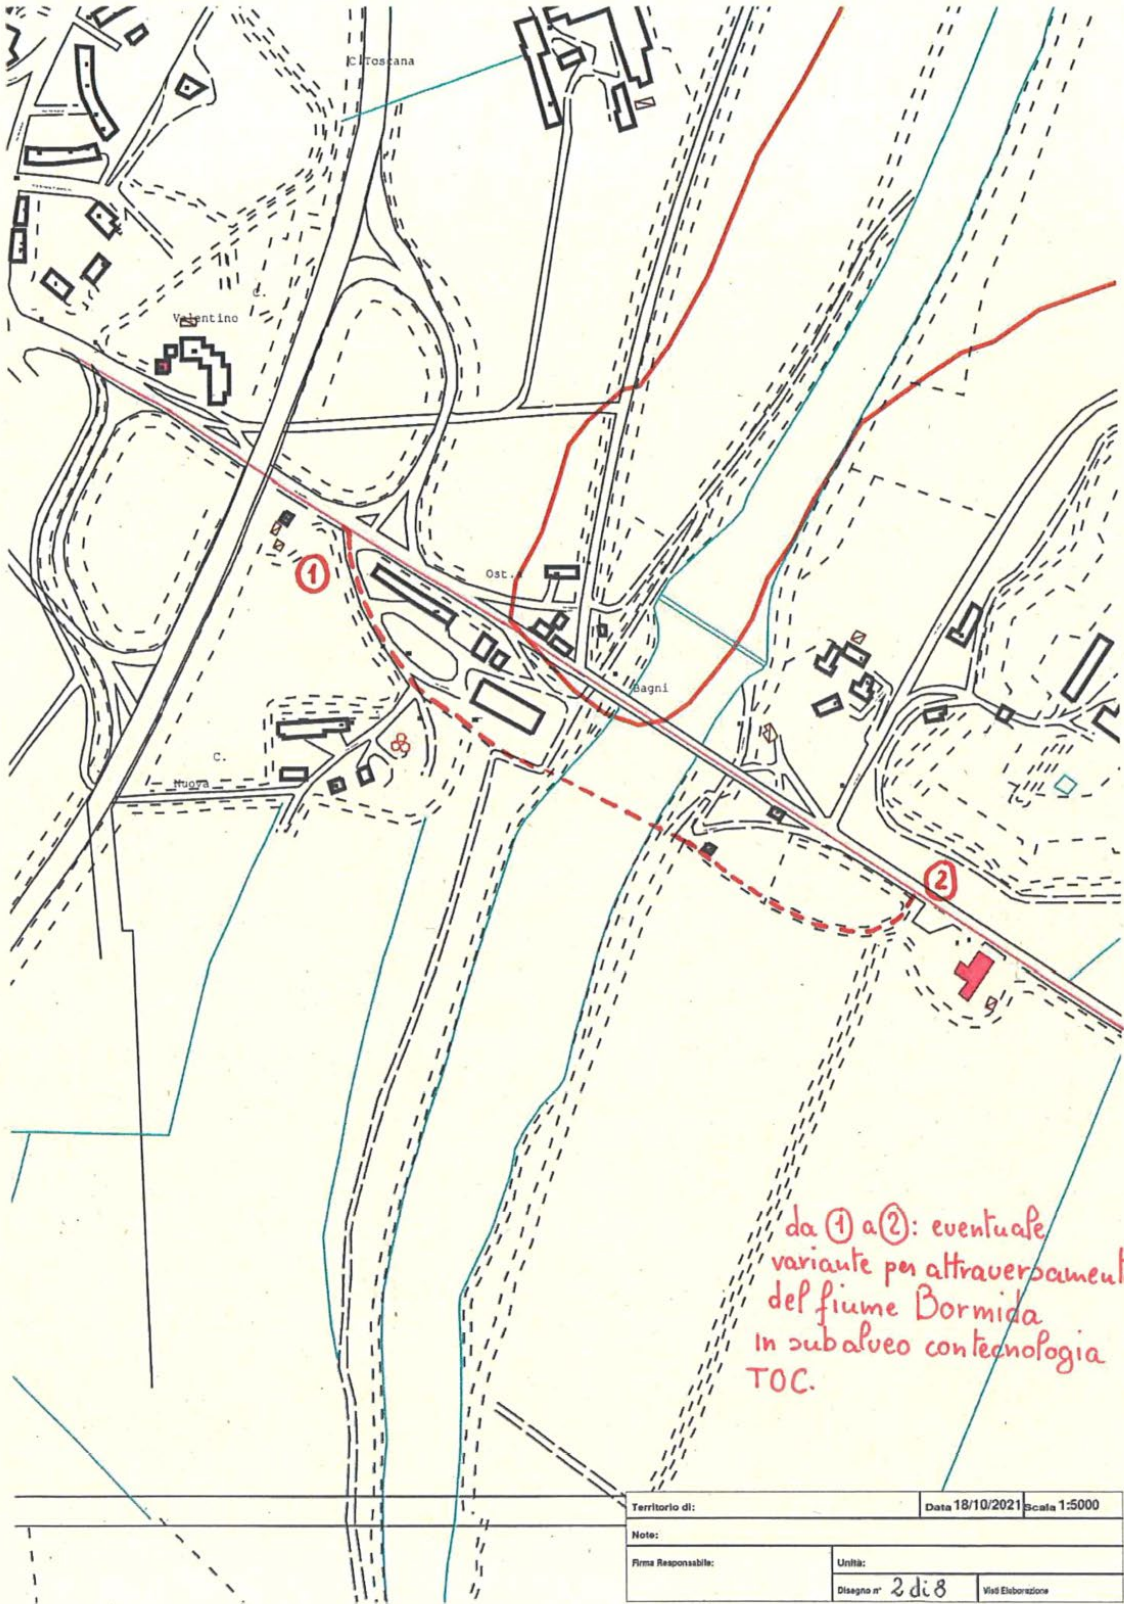 C. Toscana
C.
Valentino
1
Ost.
Bagni
C.
Nuova
2
da 1 a 2: eventuale
variante per attraversament
del fiume Bormida
in subalveo con tecnologia
TOC.
Territorio di:
Data 18/10/2021
Scala 1:5000
Note:
Firma Responsabile:
Unità:
Disegno n° 2 di 8
Visti Elaborazione